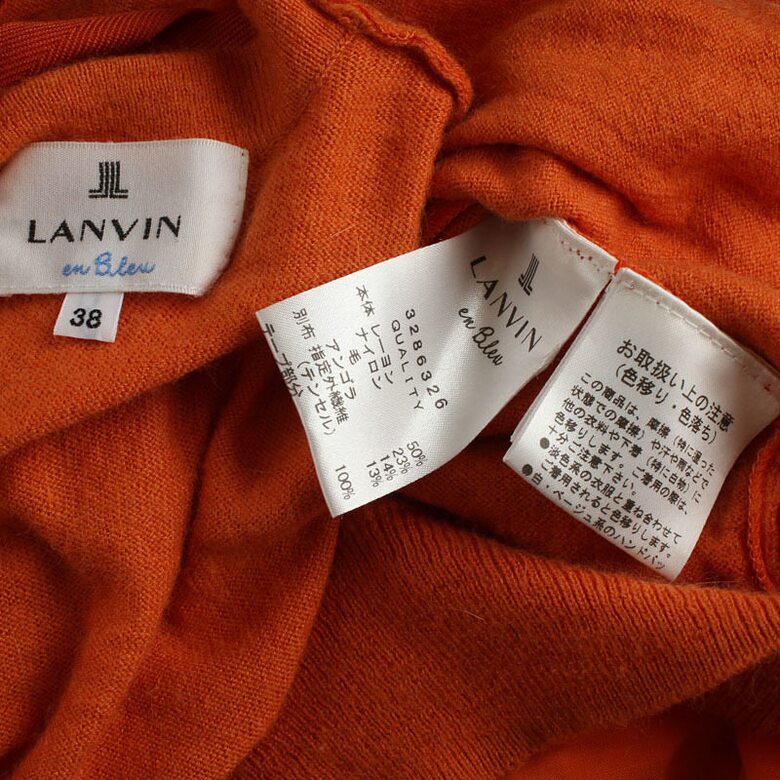 LANVIN
en Bleu
38
LANVIN
en Bleu
3286326
QUALITY
本体 レーヨン 50%
ナイロン 23%
毛 14%
アンゴラ 13%
別布 指定外繊維
(テンセル) 100%
テープ部分
お取扱い上の注意
(色移り・色落ち)
この商品は、摩擦(特に湿った
状態での摩擦)や汗や雨などで
他の衣料や下着(特に白物)に
色移りします。ご着用の際は、
十分ご注意下さい。
●淡色系の衣服と重ね合わせて
ご着用されると色移りします。
●白、ベージュ系のハンドバッ